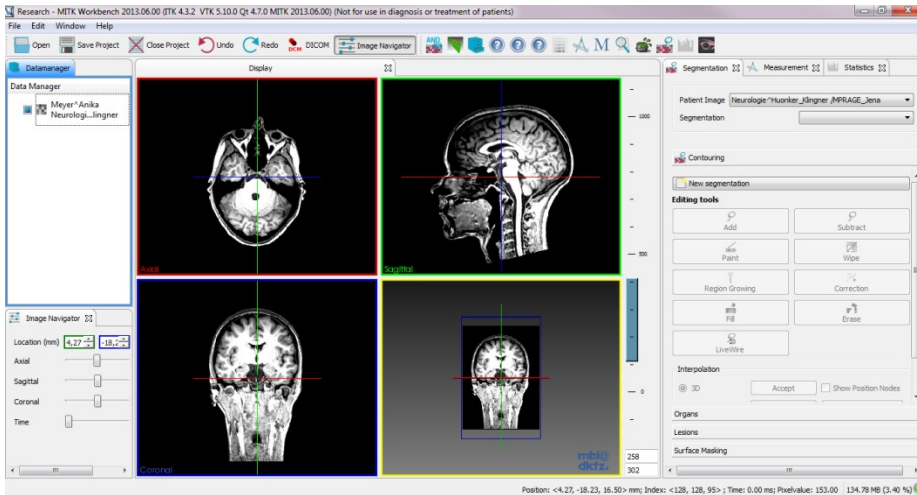 Research - MITK Workbench 2013.06.00 (ITK 4.3.2 VTK 5.10.0 Qt 4.7.0 MITK 2013.06.00) (Not for use in diagnosis or treatment of patients)
File Edit Window Help
Open Save Project Close Project Undo Redo DCM DICOM Image Navigator AND M
Datamanager
Display
Segmentation Measurement Statistics
Data Manager
Meyer^Anika
Neurologi...lingner
Patient Image Neurologie^Huonker_Klingner /MPRAGE_Jena
Segmentation
Contouring
New segmentation
Editing tools
Add Subtract
Paint Wipe
Region Growing Correction
Fill Erase
LiveWire
Interpolation
3D Accept Show Position Nodes
Organs
Lesions
Surface Masking
1000
500
0
Axial
Sagittal
Coronal
mbi@
dkfz.
258
302
Image Navigator
Location (mm) 4,27 -18,2
Axial
Sagittal
Coronal
Time
Position: <4.27, -18.23, 16.50> mm; Index: <128, 128, 95> ; Time: 0.00 ms; Pixelvalue: 153.00 134.78 MB (3.40 %)